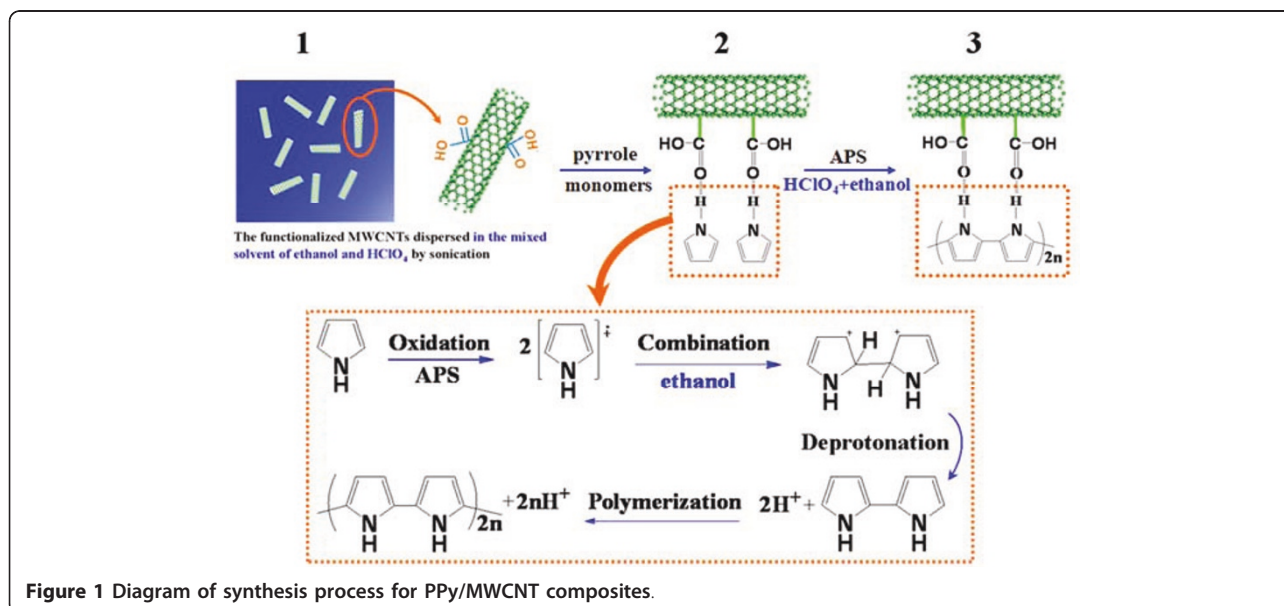 1
2
3
O
HO
OH
O
The functionalized MWCNTs dispersed in the mixed
solvent of ethanol and HClO4 by sonication
pyrrole
monomers
HO-C
C-OH
O
O
H
H
N
N
APS
HClO4+ethanol
HO-C
C-OH
O
O
H
H
N
N
2n
N
H
Oxidation
APS
2
N
H
Combination
ethanol
+
H
+
N
H
H
N
H
Deprotonation
N
H
N
H
2n
+2nH+
Polymerization
2H+ +
N
H
N
H
Figure 1 Diagram of synthesis process for PPy/MWCNT composites.